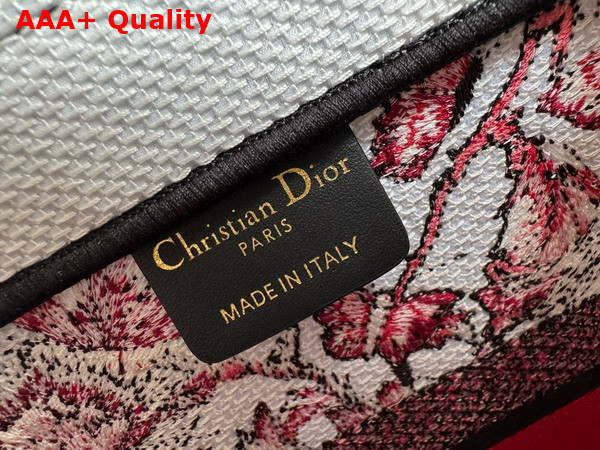 AAA+ Quality
Christian Dior
PARIS
MADE IN ITALY